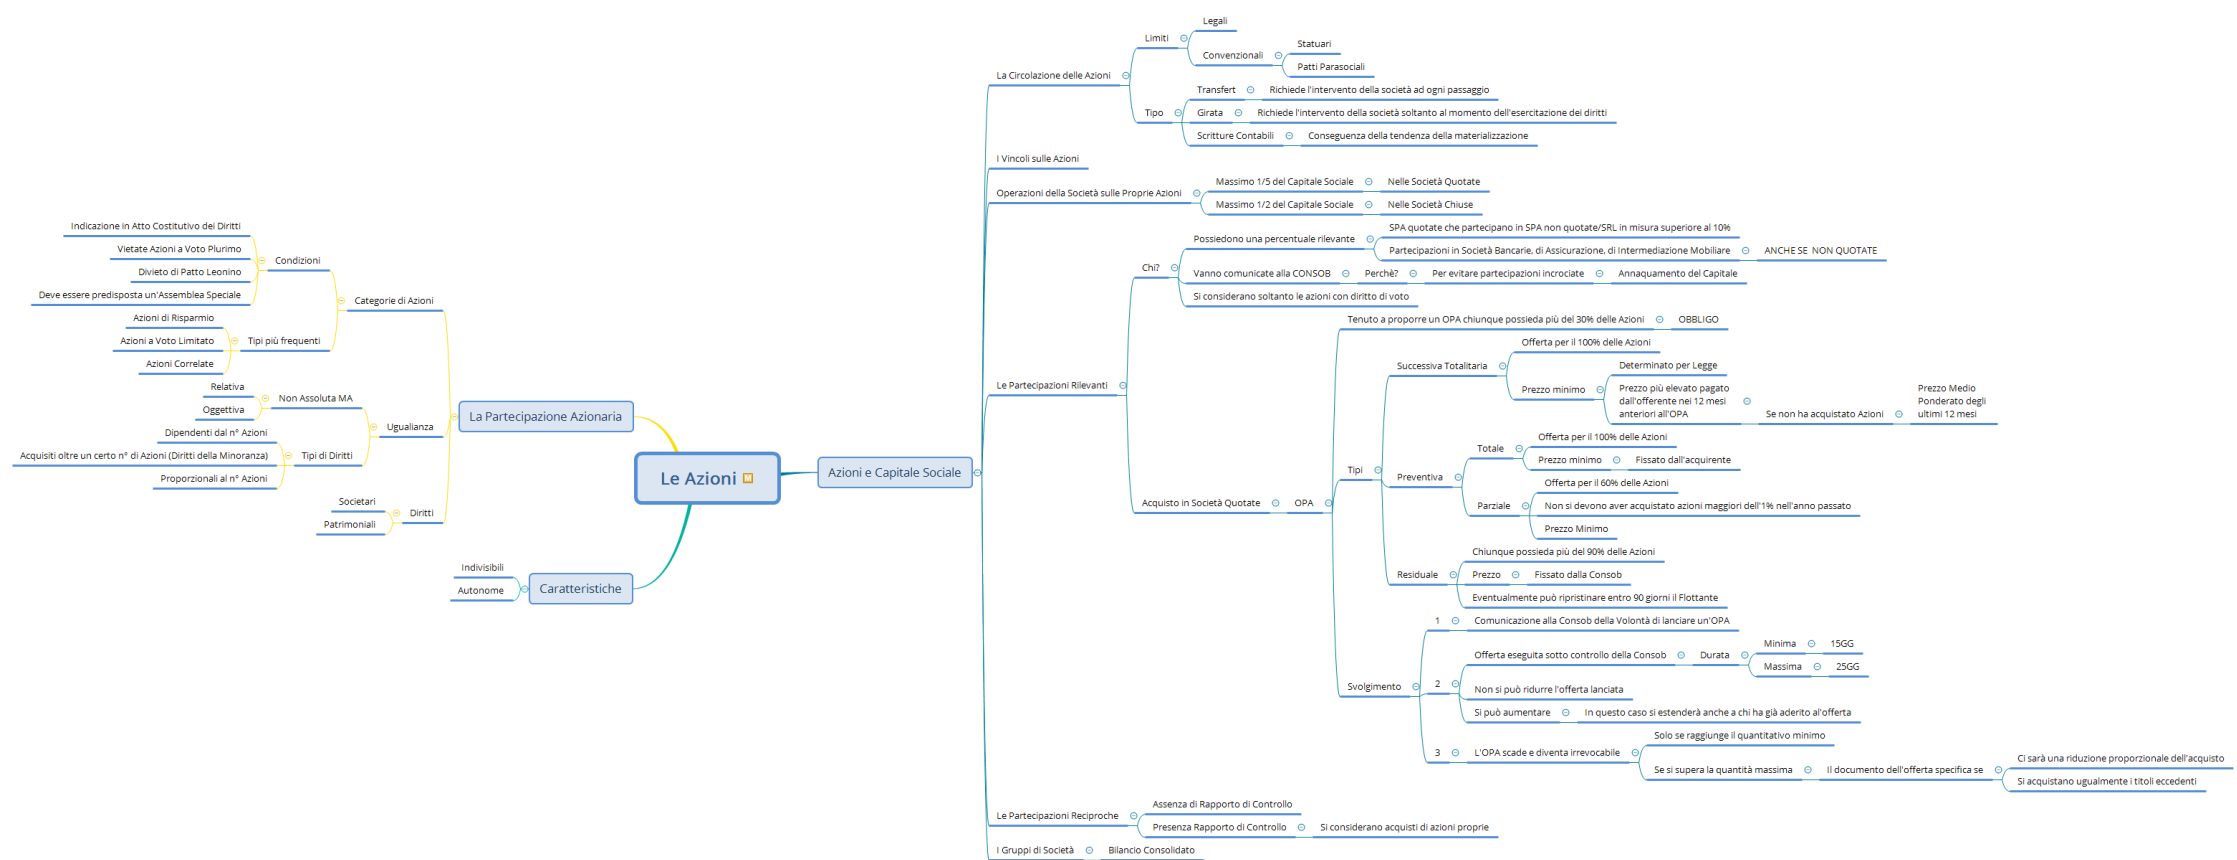 Le Azioni
La Partecipazione Azionaria
Categorie di Azioni
Condizioni
Indicazione in Atto Costitutivo dei Diritti
Vietate Azioni a Voto Plurimo
Divieto di Patto Leonino
Deve essere predisposta un'Assemblea Speciale
Tipi più frequenti
Azioni di Risparmio
Azioni a Voto Limitato
Azioni Correlate
Ugualianza
Non Assoluta MA
Relativa
Oggettiva
Tipi di Diritti
Dipendenti dal n° Azioni
Acquisiti oltre un certo n° di Azioni (Diritti della Minoranza)
Proporzionali al n° Azioni
Diritti
Societari
Patrimoniali
Caratteristiche
Indivisibili
Autonome
Azioni e Capitale Sociale
La Circolazione delle Azioni
Limiti
Legali
Convenzionali
Statuari
Patti Parasociali
Tipo
Transfert
Richiede l'intervento della società ad ogni passaggio
Girata
Richiede l'intervento della società soltanto al momento dell'esercitazione dei diritti
Scritture Contabili
Conseguenza della tendenza della materializzazione
I Vincoli sulle Azioni
Operazioni della Società sulle Proprie Azioni
Massimo 1/5 del Capitale Sociale
Nelle Società Quotate
Massimo 1/2 del Capitale Sociale
Nelle Società Chiuse
Le Partecipazioni Rilevanti
Chi?
Possiedono una percentuale rilevante
SPA quotate che partecipano in SPA non quotate/SRL in misura superiore al 10%
Partecipazioni in Società Bancarie, di Assicurazione, di Intermediazione Mobiliare
ANCHE SE NON QUOTATE
Vanno comunicate alla CONSOB
Perchè?
Per evitare partecipazioni incrociate
Annaquamento del Capitale
Si considerano soltanto le azioni con diritto di voto
Acquisto in Società Quotate
OPA
Tenuto a proporre un OPA chiunque possieda più del 30% delle Azioni
OBBLIGO
Tipi
Successiva Totalitaria
Offerta per il 100% delle Azioni
Prezzo minimo
Determinato per Legge
Prezzo più elevato pagato
dall'offerente nei 12 mesi
anteriori all'OPA
Se non ha acquistato Azioni
Prezzo Medio
Ponderato degli
ultimi 12 mesi
Preventiva
Totale
Offerta per il 100% delle Azioni
Prezzo minimo
Fissato dall'acquirente
Parziale
Offerta per il 60% delle Azioni
Non si devono aver acquistato azioni maggiori dell'1% nell'anno passato
Prezzo Minimo
Residuale
Chiunque possieda più del 90% delle Azioni
Prezzo
Fissato dalla Consob
Eventualmente può ripristinare entro 90 giorni il Flottante
Svolgimento
1
Comunicazione alla Consob della Volontà di lanciare un'OPA
2
Offerta eseguita sotto controllo della Consob
Durata
Minima
15GG
Massima
25GG
Non si può ridurre l'offerta lanciata
Si può aumentare
In questo caso si estenderà anche a chi ha già aderito al'offerta
3
L'OPA scade e diventa irrevocabile
Solo se raggiunge il quantitativo minimo
Se si supera la quantità massima
Il documento dell'offerta specifica se
Ci sarà una riduzione proporzionale dell'acquisto
Si acquistano ugualmente i titoli eccedenti
Le Partecipazioni Reciproche
Assenza di Rapporto di Controllo
Presenza Rapporto di Controllo
Si considerano acquisti di azioni proprie
I Gruppi di Società
Bilancio Consolidato